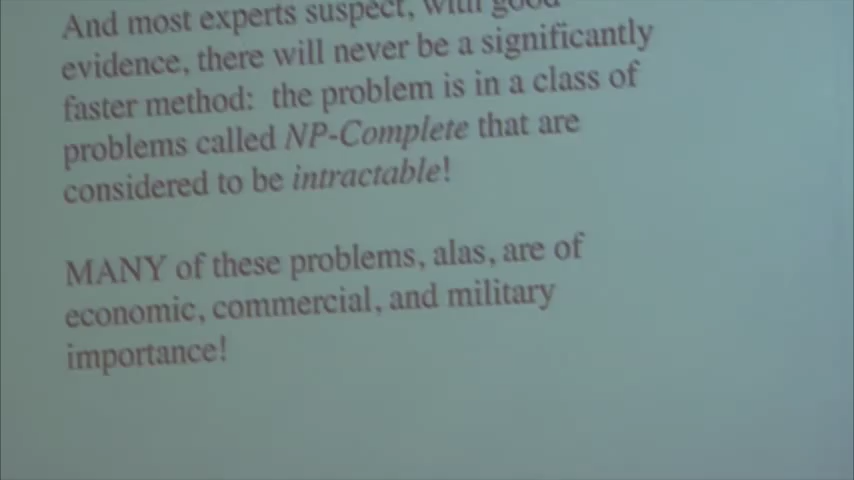 And most experts suspect, with good
evidence, there will never be a significantly
faster method: the problem is in a class of
problems called NP-Complete that are
considered to be intractable!
MANY of these problems, alas, are of
economic, commercial, and military
importance!